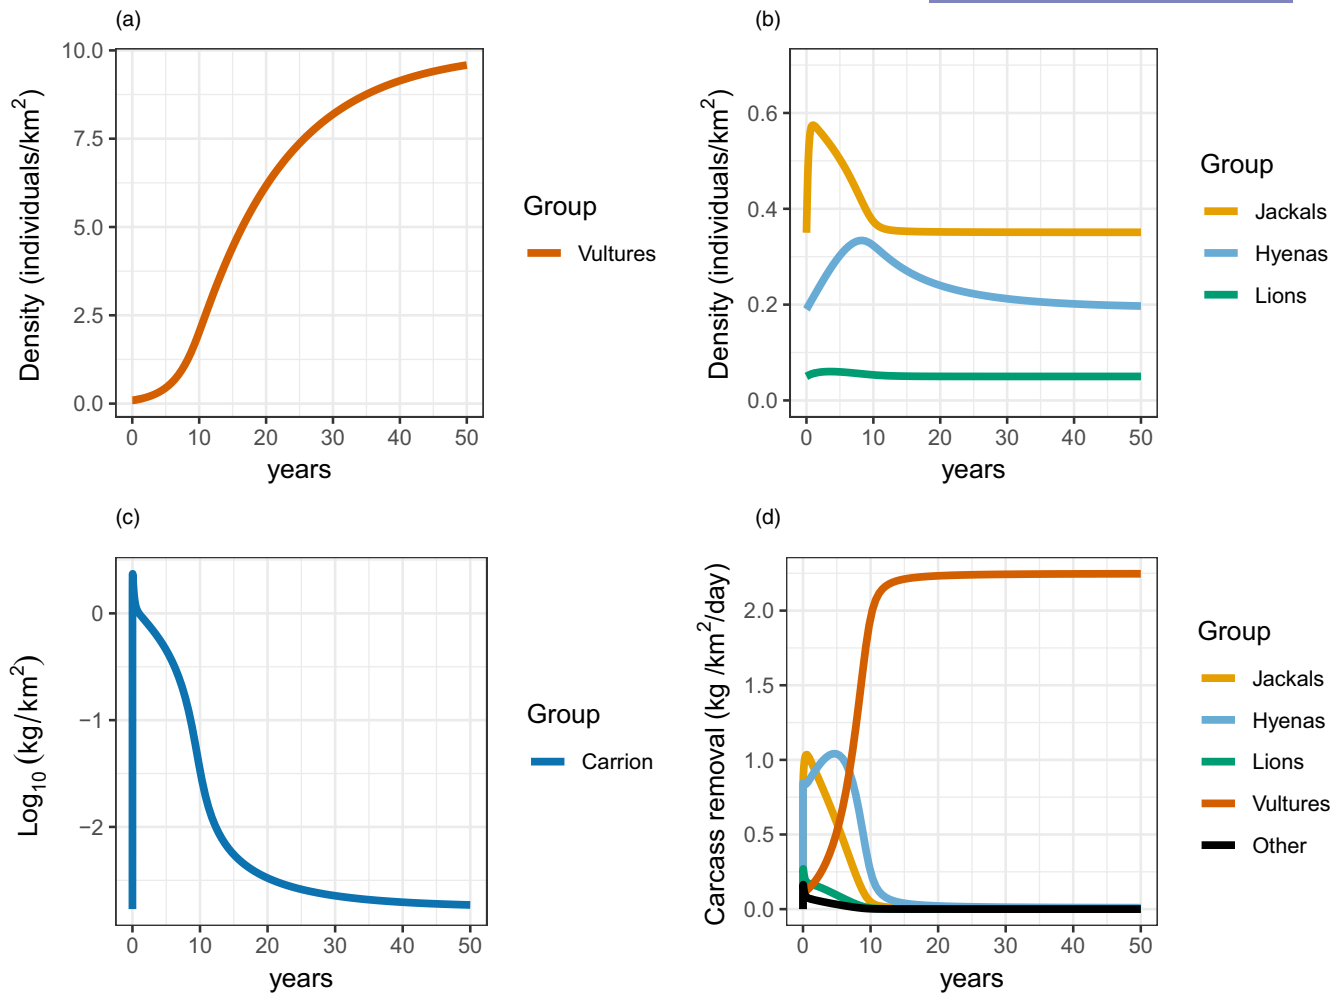 (a)
Density (individuals/km²)
10.0
7.5
5.0
2.5
0.0
0 10 20 30 40 50
years
Group
Vultures
(b)
Density (individuals/km²)
0.6
0.4
0.2
0.0
0 10 20 30 40 50
years
Group
Jackals
Hyenas
Lions
(c)
Log₁₀ (kg/km²)
0
−1
−2
0 10 20 30 40 50
years
Group
Carrion
(d)
Carcass removal (kg /km²/day)
2.0
1.5
1.0
0.5
0.0
0 10 20 30 40 50
years
Group
Jackals
Hyenas
Lions
Vultures
Other